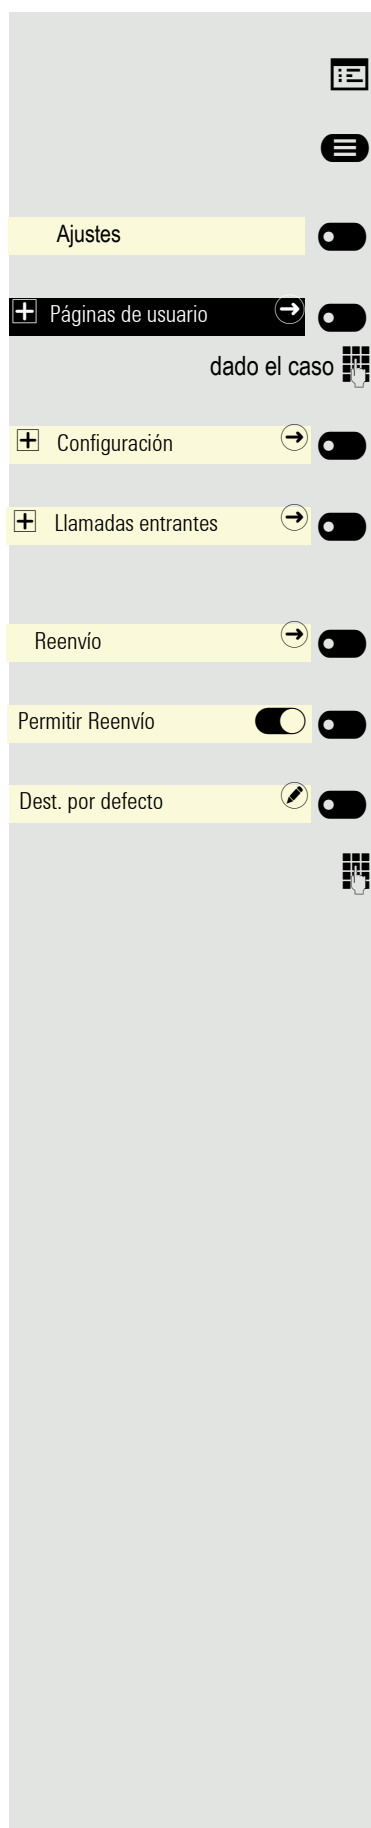 Ajustes
Páginas de usuario
dado el caso
Configuración
Llamadas entrantes
Reenvío
Permitir Reenvío
Dest. por defecto